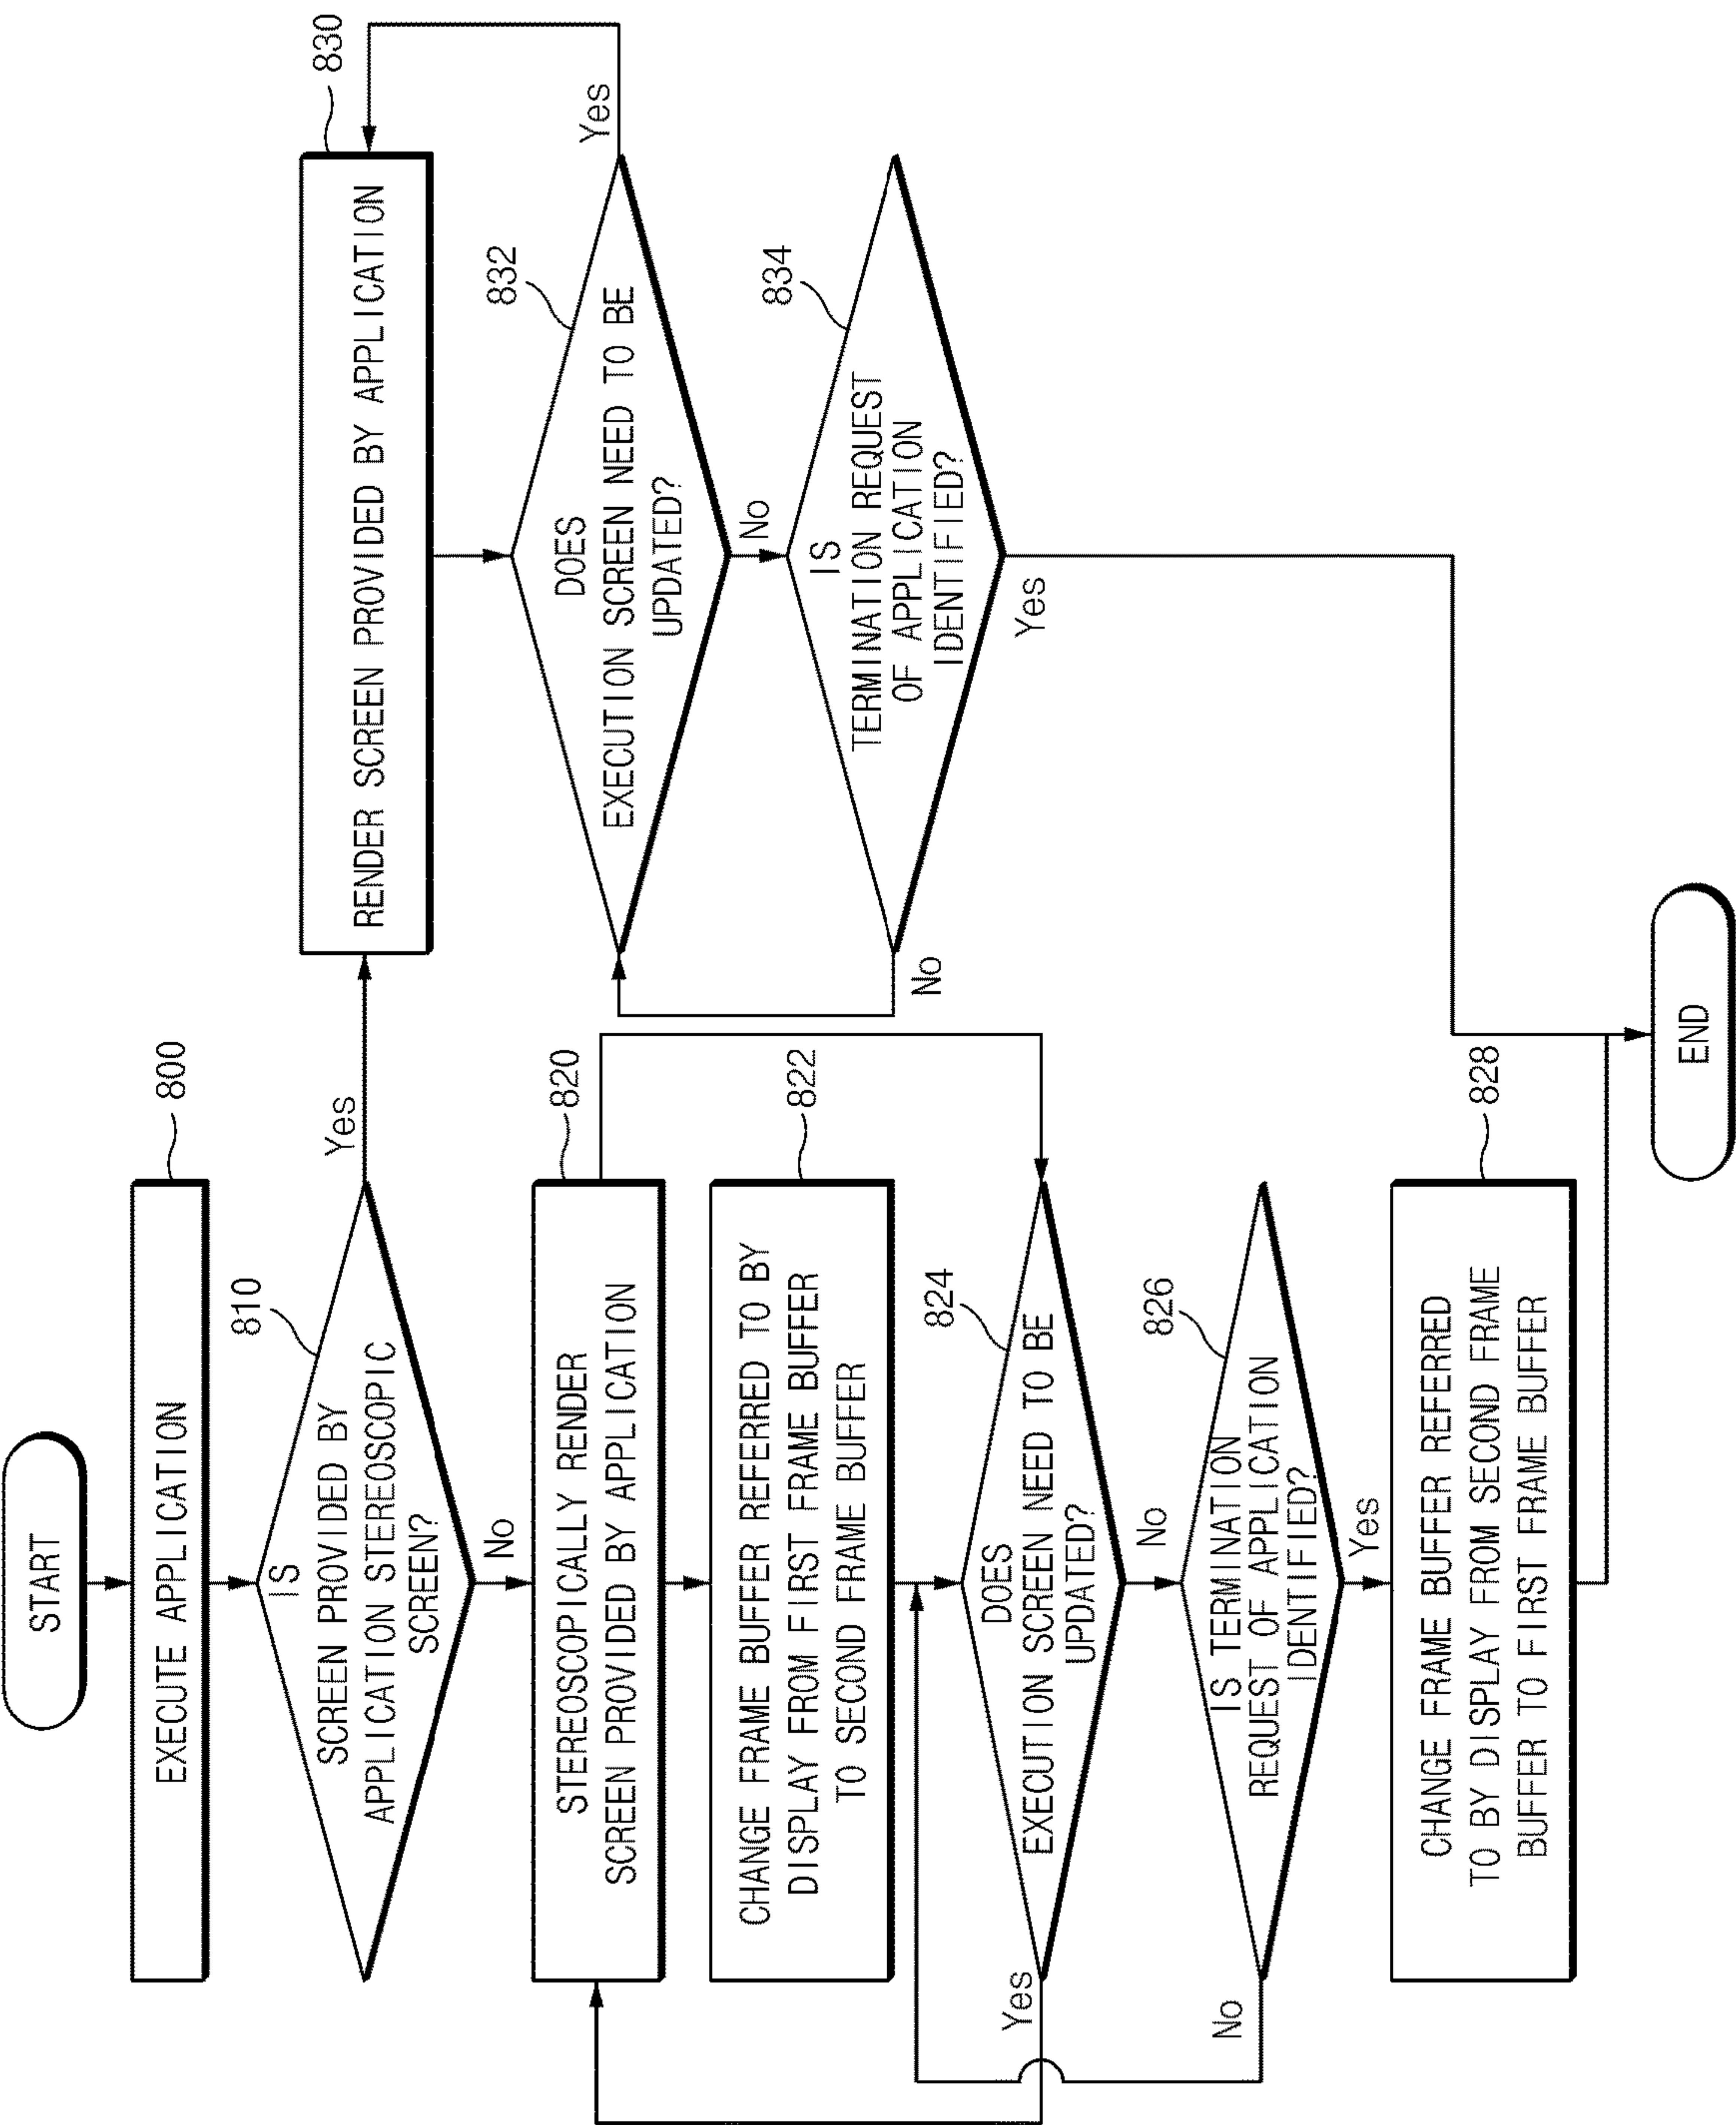 START
EXECUTE APPLICATION
800
IS
SCREEN PROVIDED BY
APPLICATION STEREOSCOPIC
SCREEN?
810
Yes
No
STEREOSCOPICALLY RENDER
SCREEN PROVIDED BY APPLICATION
820
CHANGE FRAME BUFFER REFERRED TO BY
DISPLAY FROM FIRST FRAME BUFFER
TO SECOND FRAME BUFFER
822
DOES
EXECUTION SCREEN NEED TO BE
UPDATED?
824
Yes
No
IS TERMINATION
REQUEST OF APPLICATION
IDENTIFIED?
826
No
Yes
CHANGE FRAME BUFFER REFERRED
TO BY DISPLAY FROM SECOND FRAME
BUFFER TO FIRST FRAME BUFFER
828
RENDER SCREEN PROVIDED BY APPLICATION
830
DOES
EXECUTION SCREEN NEED TO BE
UPDATED?
832
Yes
No
IS
TERMINATION REQUEST
OF APPLICATION
IDENTIFIED?
834
No
Yes
END